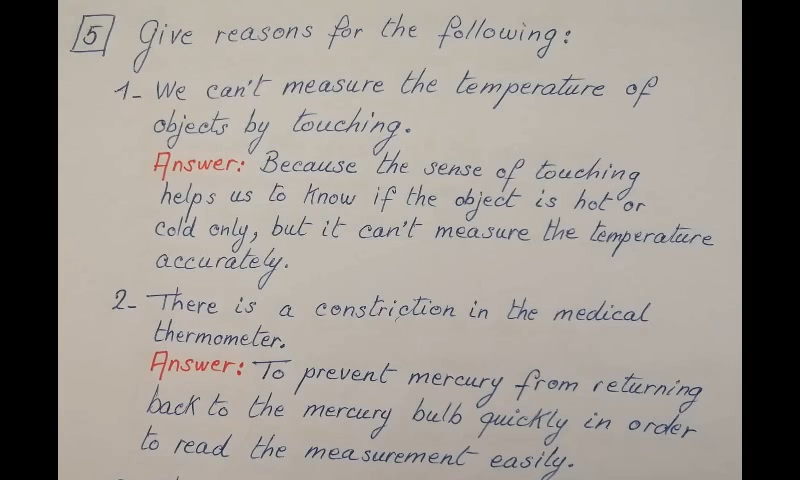 5 Give reasons for the following:
1- We can't measure the temperature of
objects by touching.
Answer: Because the sense of touching
helps us to know if the object is hot or
cold only, but it can't measure the temperature
accurately.
2- There is a constriction in the medical
thermometer.
Answer: To prevent mercury from returning
back to the mercury bulb quickly in order
to read the measurement easily.